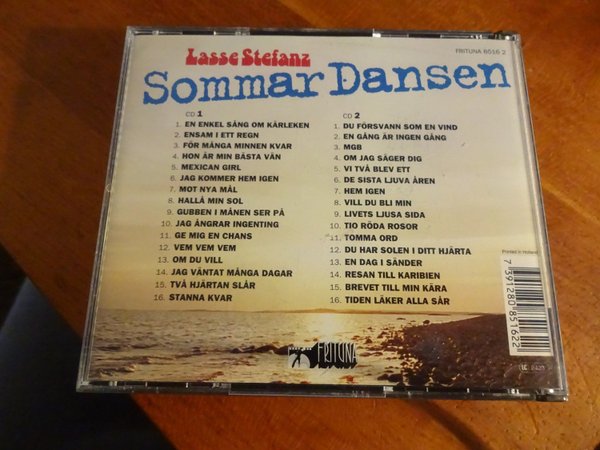 Lasse Stefanz
FRITUNA 8516 2
Sommar Dansen
CD 1
1. EN ENKEL SÅNG OM KÄRLEKEN
2. ENSAM I ETT REGN
3. FÖR MÅNGA MINNEN KVAR
4. HON ÄR MIN BÄSTA VÄN
5. MEXICAN GIRL
6. JAG KOMMER HEM IGEN
7. MOT NYA MÅL
8. HALLÅ MIN SOL
9. GUBBEN I MÅNEN SER PÅ
10. JAG ÅNGRAR INGENTING
11. GE MIG EN CHANS
12. VEM VEM VEM
13. OM DU VILL
14. JAG VÄNTAT MÅNGA DAGAR
15. TVÅ HJÄRTAN SLÅR
16. STANNA KVAR
CD 2
1. DU FÖRSVANN SOM EN VIND
2. EN GÅNG ÄR INGEN GÅNG
3. MGB
4. OM JAG SÄGER DIG
5. VI TVÅ BLEV ETT
6. DE SISTA LJUVA ÅREN
7. HEM IGEN
8. VILL DU BLI MIN
9. LIVETS LJUSA SIDA
10. TIO RÖDA ROSOR
11. TOMMA ORD
12. DU HAR SOLEN I DITT HJÄRTA
13. EN DAG I SÄNDER
14. RESAN TILL KARIBIEN
15. BREVET TILL MIN KÄRA
16. TIDEN LÄKER ALLA SÅR
Printed in Holland
7 391280 851622
FRITUNA